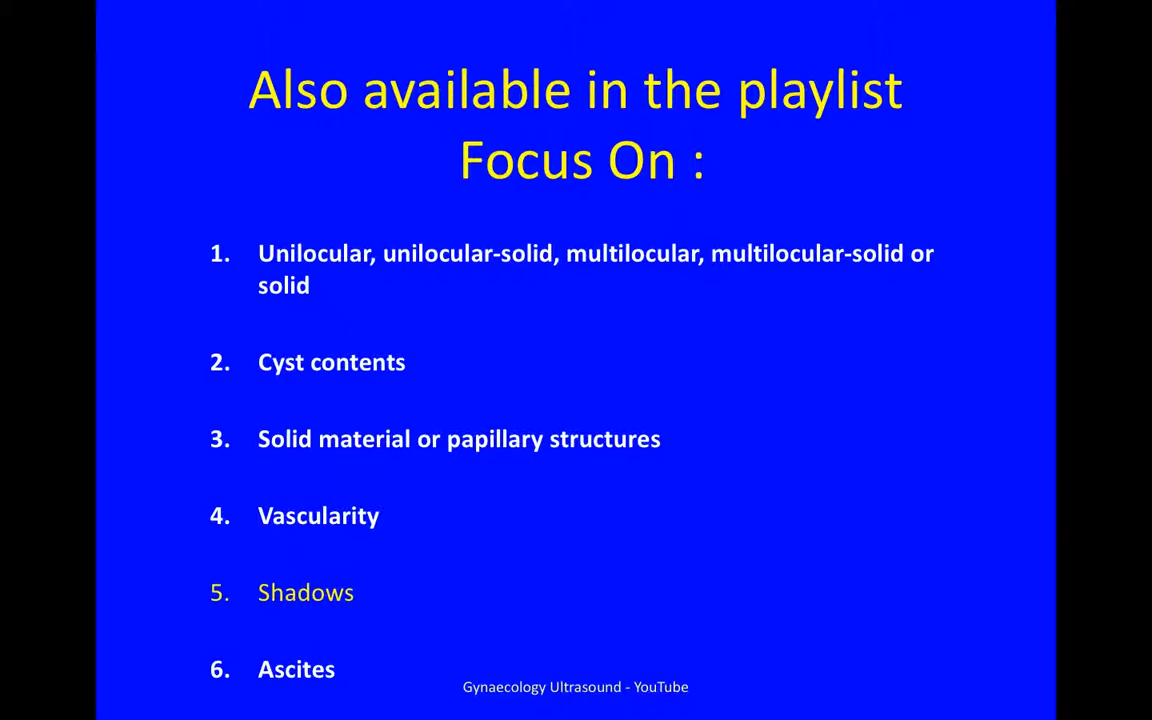 Also available in the playlist
Focus On :
1. Unilocular, unilocular-solid, multilocular, multilocular-solid or
solid
2. Cyst contents
3. Solid material or papillary structures
4. Vascularity
5. Shadows
6. Ascites
Gynaecology Ultrasound - YouTube